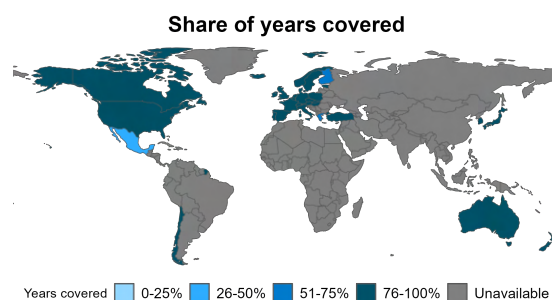 Share of years covered
Years covered 0-25% 26-50% 51-75% 76-100% Unavailable